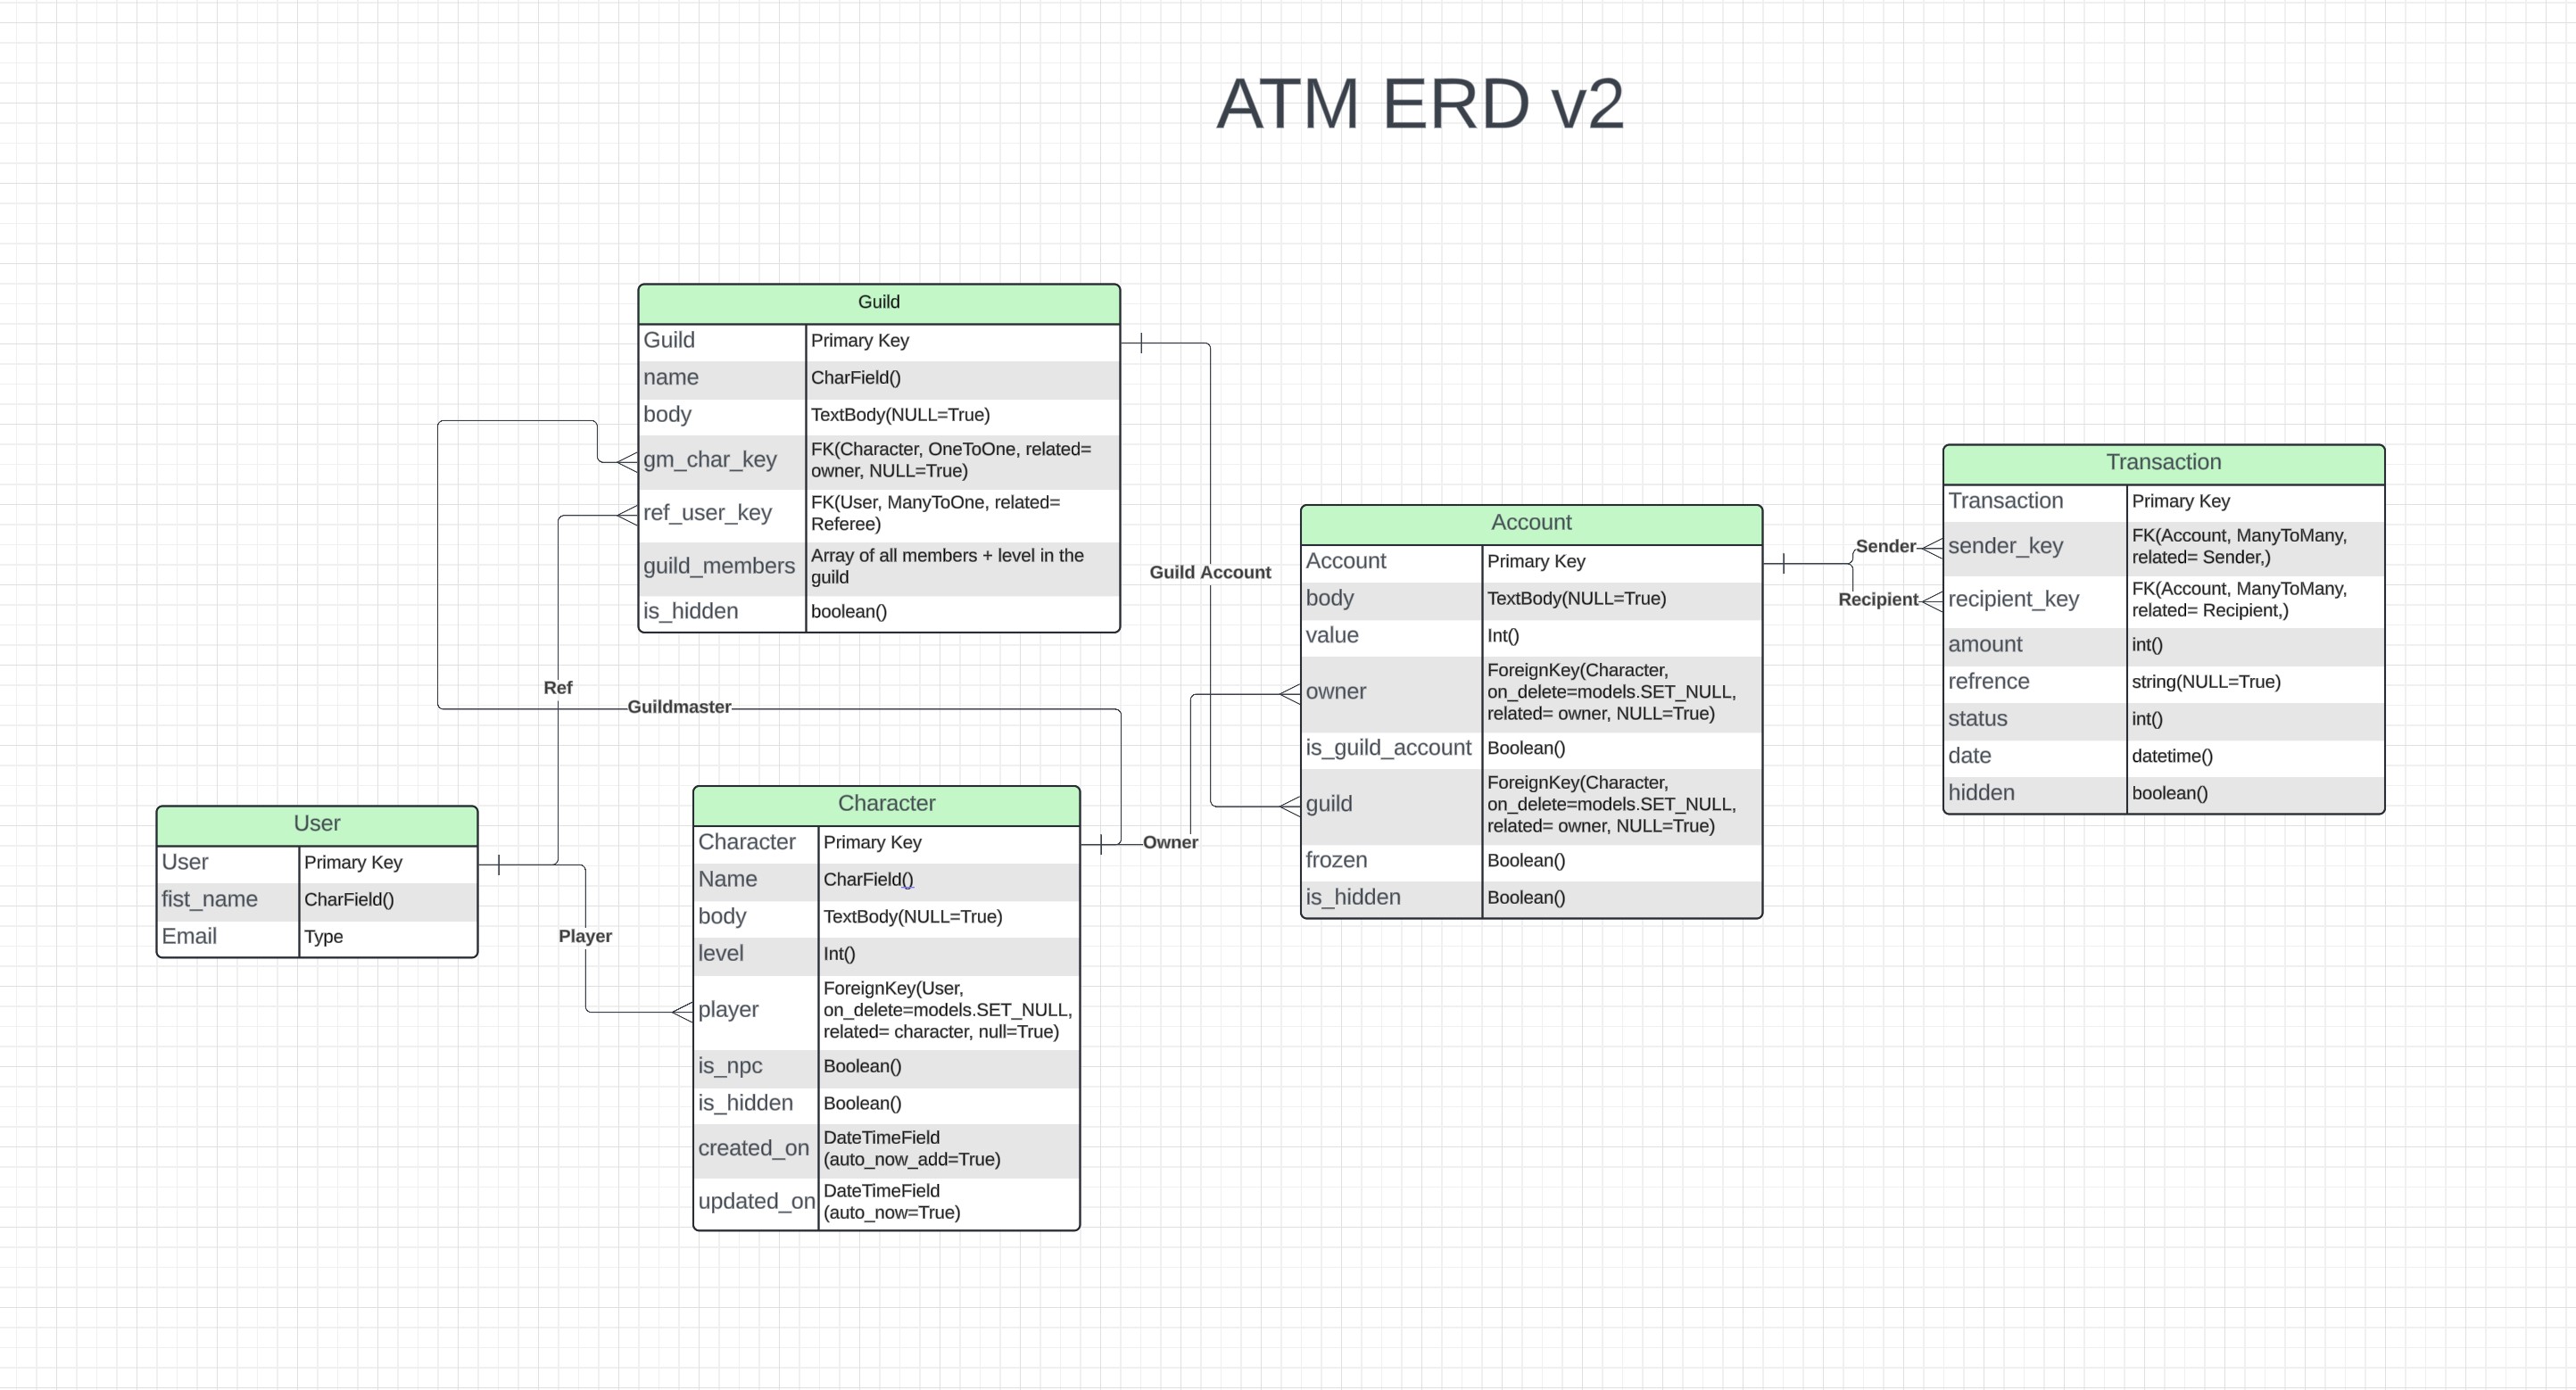 ATM ERD v2
Guild
Guild Primary Key
name CharField()
body TextBody(NULL=True)
gm_char_key FK(Character, OneToOne, related=
owner, NULL=True)
ref_user_key FK(User, ManyToOne, related=
Referee)
guild_members Array of all members + level in the
guild
is_hidden boolean()
Ref
Guildmaster
Guild Account
User
User Primary Key
fist_name CharField()
Email Type
Player
Character
Character Primary Key
Name CharField()
body TextBody(NULL=True)
level Int()
player ForeignKey(User,
on_delete=models.SET_NULL,
related= character, null=True)
is_npc Boolean()
is_hidden Boolean()
created_on DateTimeField
(auto_now_add=True)
updated_on DateTimeField
(auto_now=True)
Owner
Account
Account Primary Key
body TextBody(NULL=True)
value Int()
owner ForeignKey(Character,
on_delete=models.SET_NULL,
related= owner, NULL=True)
is_guild_account Boolean()
guild ForeignKey(Character,
on_delete=models.SET_NULL,
related= owner, NULL=True)
frozen Boolean()
is_hidden Boolean()
Sender
Recipient
Transaction
Transaction Primary Key
sender_key FK(Account, ManyToMany,
related= Sender,)
recipient_key FK(Account, ManyToMany,
related= Recipient,)
amount int()
refrence string(NULL=True)
status int()
date datetime()
hidden boolean()